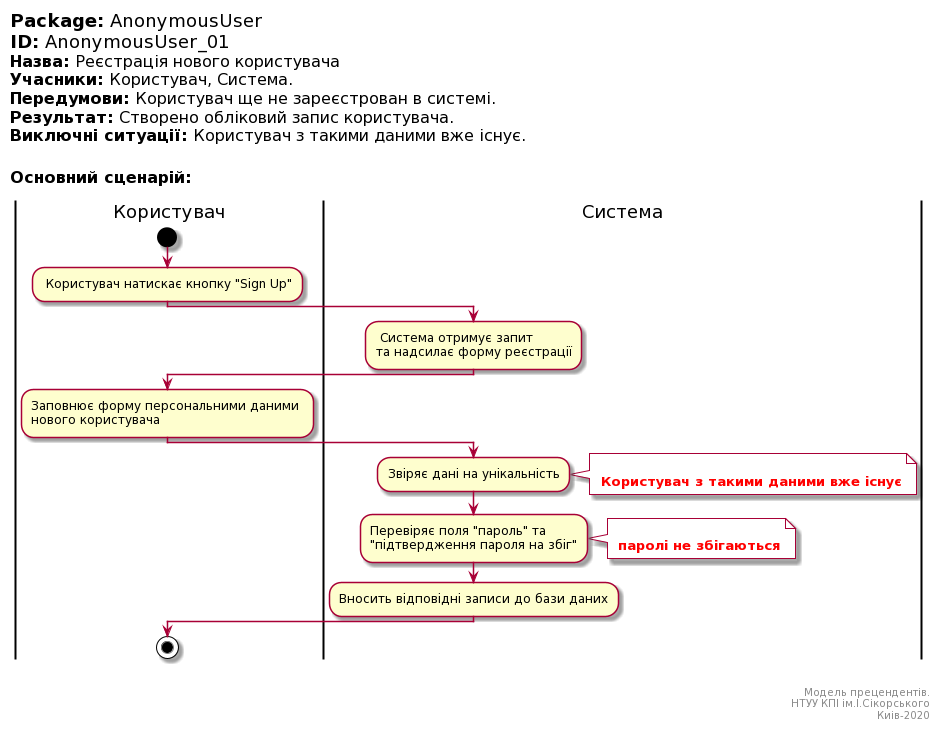 Package: AnonymousUser
ID: AnonymousUser_01
Назва: Реєстрація нового користувача
Учасники: Користувач, Система.
Передумови: Користувач ще не зареєстрован в системі.
Результат: Створено обліковий запис користувача.
Виключні ситуації: Користувач з такими даними вже існує.
Основний сценарій:
Користувач
Система
Користувач натискає кнопку "Sign Up"
Система отримує запит
та надсилає форму реєстрації
Заповнює форму персональними даними
нового користувача
Звіряє дані на унікальність
Користувач з такими даними вже існує
Перевіряє поля "пароль" та
"підтвердження пароля на збіг"
паролі не збігаються
Вносить відповідні записи до бази даних
Модель прецендентів.
НТУУ КПІ ім.І.Сікорського
Киів-2020